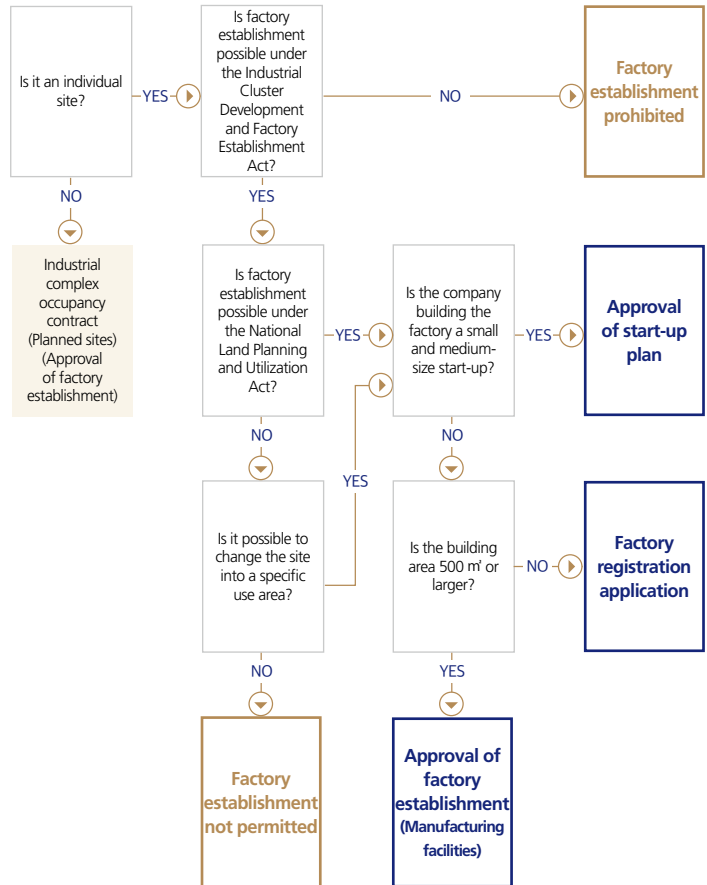 Is it an individual
site?
YES
Is factory
establishment
possible under
the Industrial
Cluster
Development
and Factory
Establishment
Act?
NO
Factory
establishment
prohibited
NO
YES
Industrial
complex
occupancy
contract
(Planned sites)
(Approval
of factory
establishment)
Is factory
establishment
possible under
the National
Land Planning
and Utilization
Act?
YES
Is the company
building the
factory a small
and medium-
size start-up?
YES
Approval
of start-up
plan
NO
YES
NO
Is it possible to
change the site
into a specific
use area?
Is the building
area 500 ㎡ or
larger?
NO
Factory
registration
application
NO
YES
Factory
establishment
not permitted
Approval of
factory
establishment
(Manufacturing
facilities)